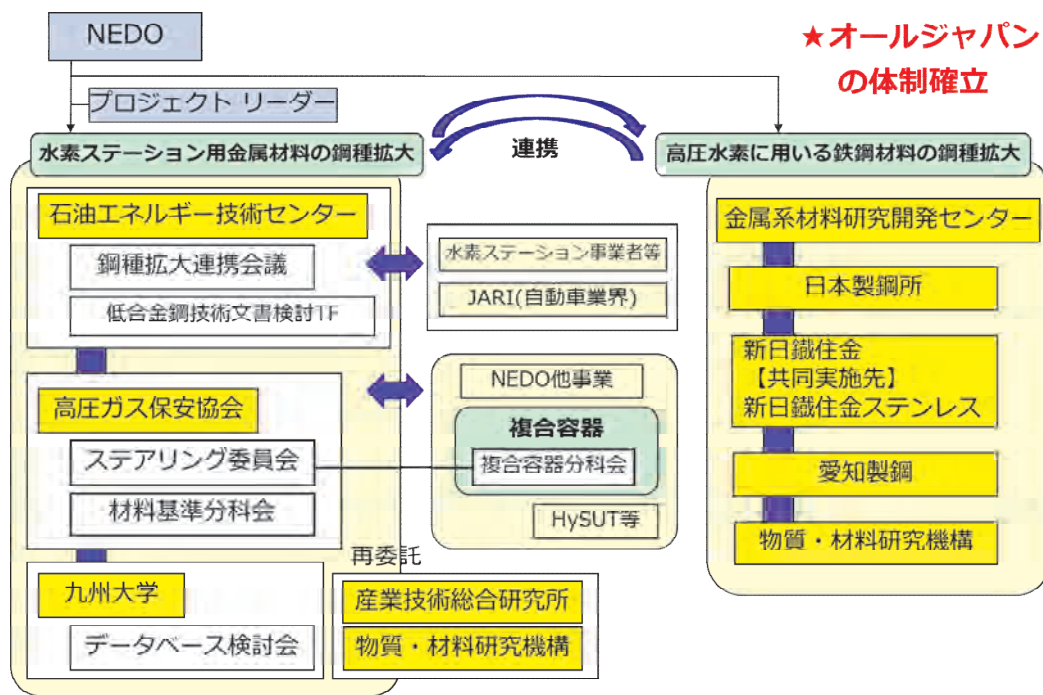 NEDO
★オールジャパン
の体制確立
プロジェクト リーダー
水素ステーション用金属材料の鋼種拡大
連携
高圧水素に用いる鉄鋼材料の鋼種拡大
石油エネルギー技術センター
鋼種拡大連携会議
低合金鋼技術文書検討TF
水素ステーション事業者等
JARI(自動車業界)
高圧ガス保安協会
ステアリング委員会
材料基準分科会
NEDO他事業
複合容器
複合容器分科会
HySUT等
九州大学
データベース検討会
再委託
産業技術総合研究所
物質・材料研究機構
金属系材料研究開発センター
日本製鋼所
新日鐵住金
【共同実施先】
新日鐵住金ステンレス
愛知製鋼
物質・材料研究機構